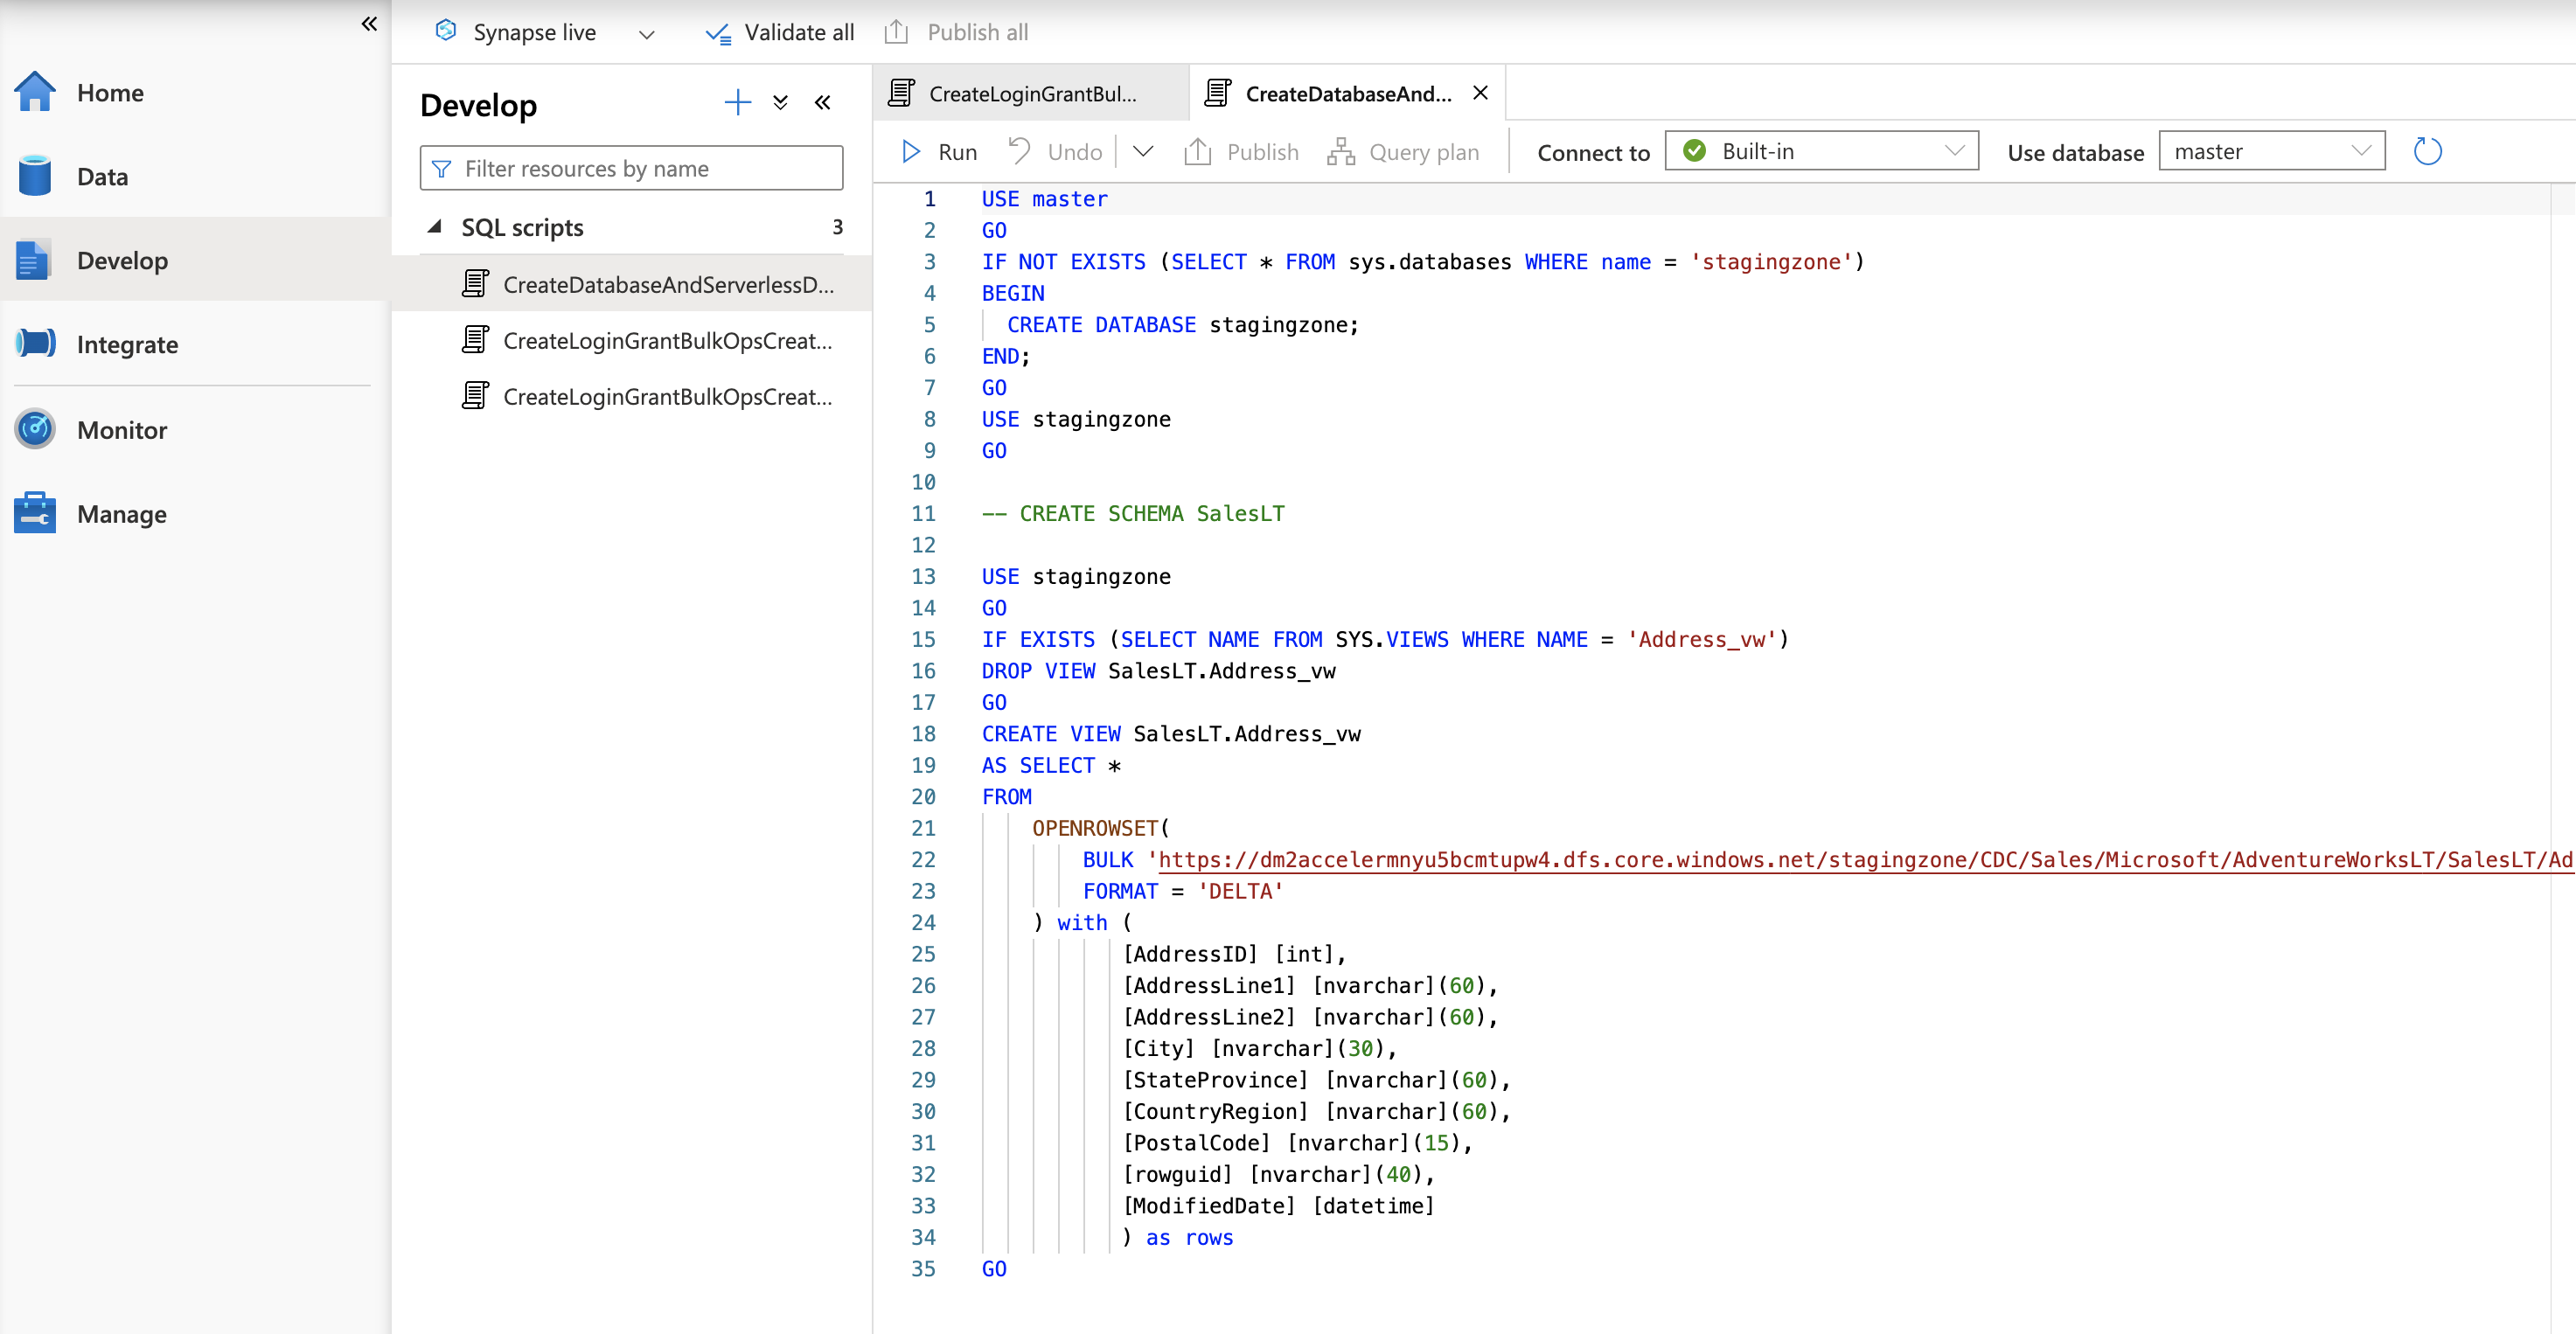 Synapse live
Validate all
Publish all
Home
Data
Develop
Integrate
Monitor
Manage
Develop
Filter resources by name
SQL scripts 3
CreateDatabaseAndServerlessD...
CreateLoginGrantBulkOpsCreat...
CreateLoginGrantBulkOpsCreat...
CreateLoginGrantBul...
CreateDatabaseAnd...
Run
Undo
Publish
Query plan
Connect to
Built-in
Use database
master
1 USE master
2 GO
3 IF NOT EXISTS (SELECT * FROM sys.databases WHERE name = 'stagingzone')
4 BEGIN
5 CREATE DATABASE stagingzone;
6 END;
7 GO
8 USE stagingzone
9 GO
10
11 -- CREATE SCHEMA SalesLT
12
13 USE stagingzone
14 GO
15 IF EXISTS (SELECT NAME FROM SYS.VIEWS WHERE NAME = 'Address_vw')
16 DROP VIEW SalesLT.Address_vw
17 GO
18 CREATE VIEW SalesLT.Address_vw
19 AS SELECT *
20 FROM
21 OPENROWSET(
22 BULK 'https://dm2accelermnyu5bcmtupw4.dfs.core.windows.net/stagingzone/CDC/Sales/Microsoft/AdventureWorksLT/SalesLT/Ad
23 FORMAT = 'DELTA'
24 ) with (
25 [AddressID] [int],
26 [AddressLine1] [nvarchar](60),
27 [AddressLine2] [nvarchar](60),
28 [City] [nvarchar](30),
29 [StateProvince] [nvarchar](60),
30 [CountryRegion] [nvarchar](60),
31 [PostalCode] [nvarchar](15),
32 [rowguid] [nvarchar](40),
33 [ModifiedDate] [datetime]
34 ) as rows
35 GO